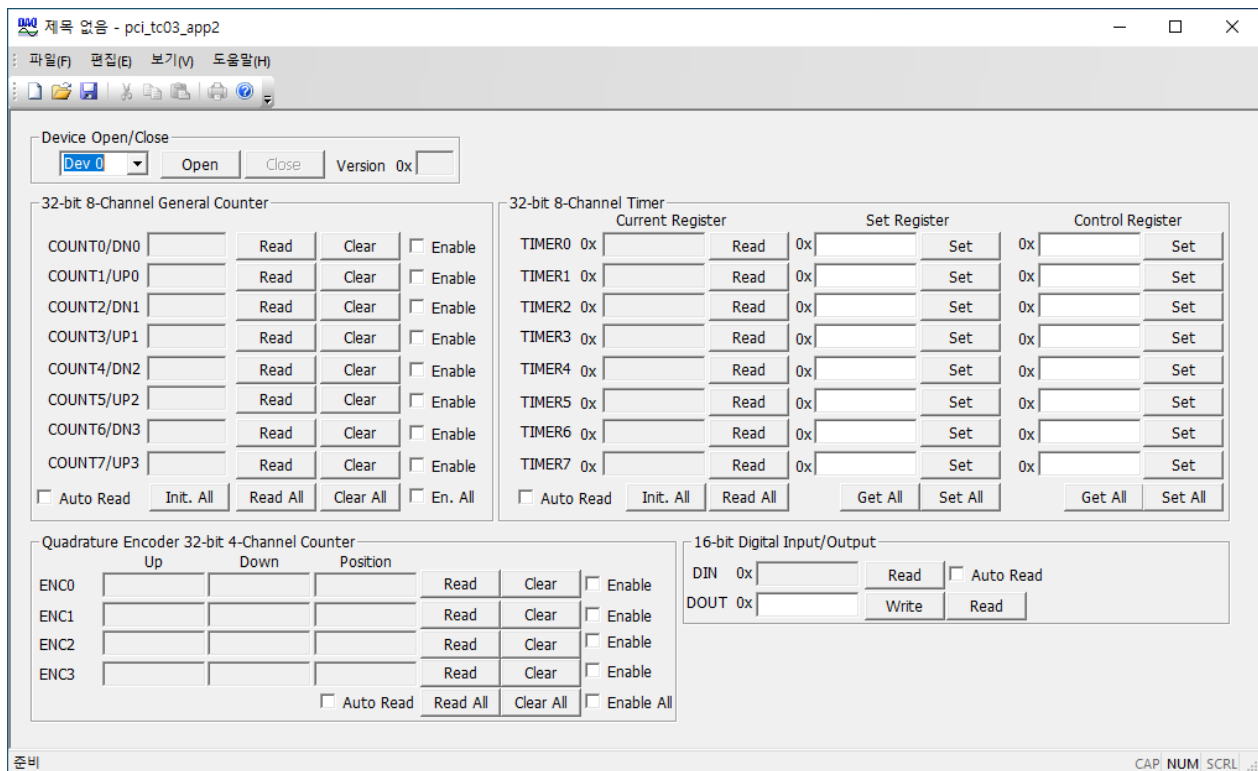 DAQ 제목 없음 - pci_tc03_app2
파일(F) 편집(E) 보기(V) 도움말(H)
Device Open/Close
Dev 0 Open Close Version 0x
32-bit 8-Channel General Counter
COUNT0/DN0 Read Clear Enable
COUNT1/UP0 Read Clear Enable
COUNT2/DN1 Read Clear Enable
COUNT3/UP1 Read Clear Enable
COUNT4/DN2 Read Clear Enable
COUNT5/UP2 Read Clear Enable
COUNT6/DN3 Read Clear Enable
COUNT7/UP3 Read Clear Enable
Auto Read Init. All Read All Clear All En. All
32-bit 8-Channel Timer
Current Register Set Register Control Register
TIMER0 0x Read 0x Set 0x Set
TIMER1 0x Read 0x Set 0x Set
TIMER2 0x Read 0x Set 0x Set
TIMER3 0x Read 0x Set 0x Set
TIMER4 0x Read 0x Set 0x Set
TIMER5 0x Read 0x Set 0x Set
TIMER6 0x Read 0x Set 0x Set
TIMER7 0x Read 0x Set 0x Set
Auto Read Init. All Read All Get All Set All Get All Set All
Quadrature Encoder 32-bit 4-Channel Counter
Up Down Position
ENC0 Read Clear Enable
ENC1 Read Clear Enable
ENC2 Read Clear Enable
ENC3 Read Clear Enable
Auto Read Read All Clear All Enable All
16-bit Digital Input/Output
DIN 0x Read Auto Read
DOUT 0x Write Read
준비 CAP NUM SCRL